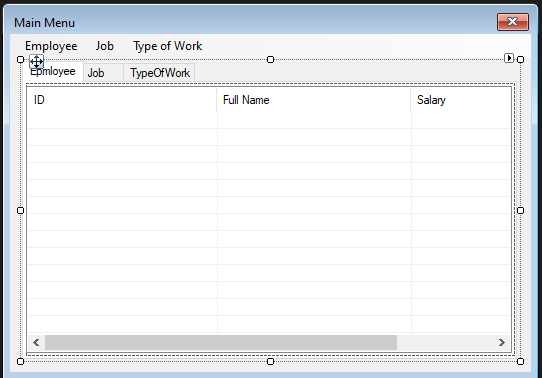 Main Menu
Employee Job Type of Work
Epmloyee Job TypeOfWork
ID Full Name Salary